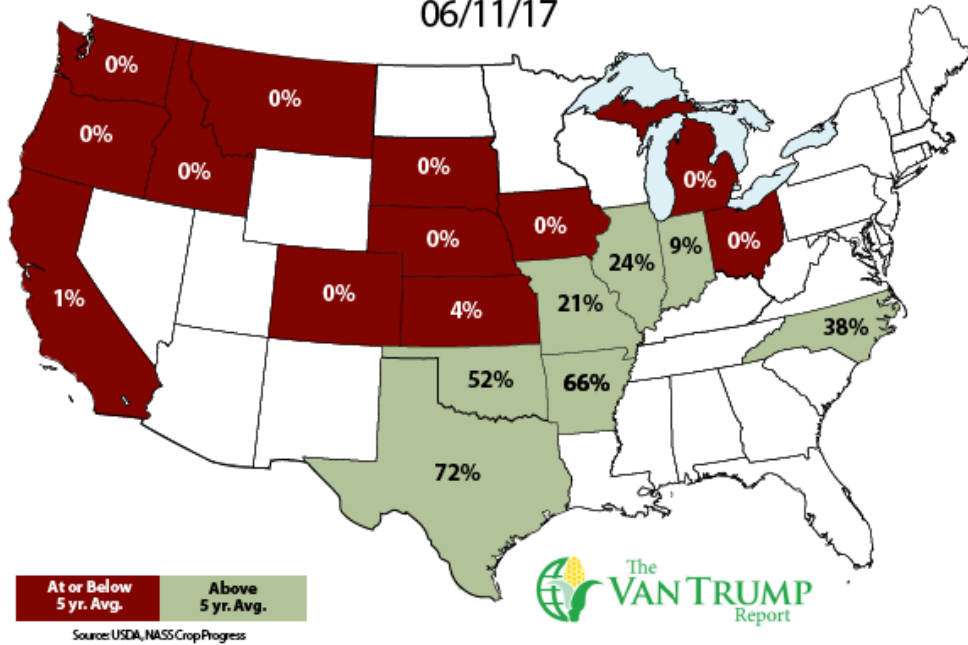 06/11/17
0%
0%
0%
0%
0%
0%
0%
0%
0%
24%
9%
0%
1%
0%
4%
21%
38%
52%
66%
72%
At or Below
5 yr. Avg.
Above
5 yr. Avg.
Source: USDA, NASS Crop Progress
The
VAN TRUMP
Report